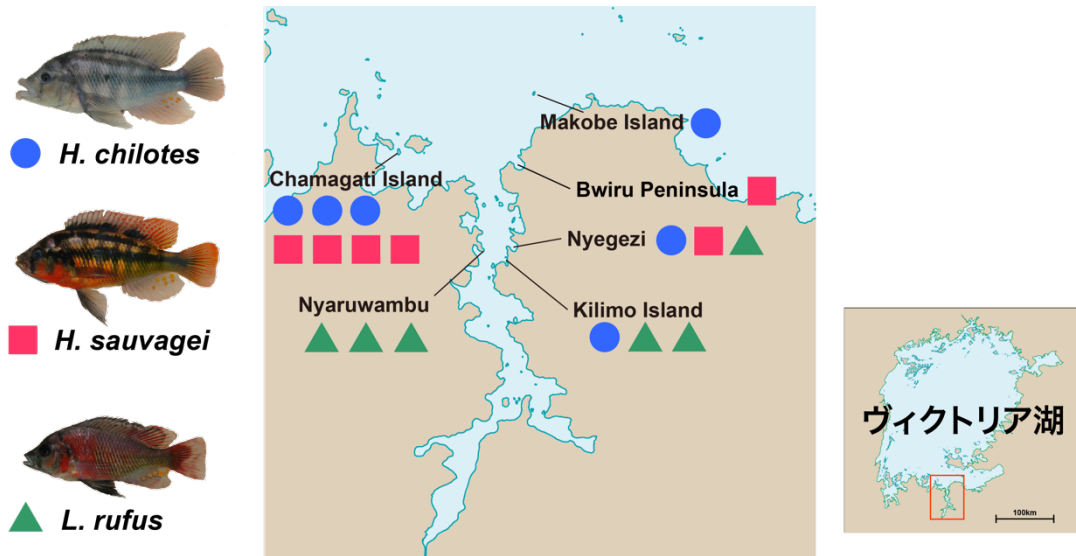 H. chilotes
H. sauvagei
L. rufus
Makobe Island
Chamagati Island
Bwiru Peninsula
Nyegezi
Nyaruwambu
Kilimo Island
ヴィクトリア湖
100km